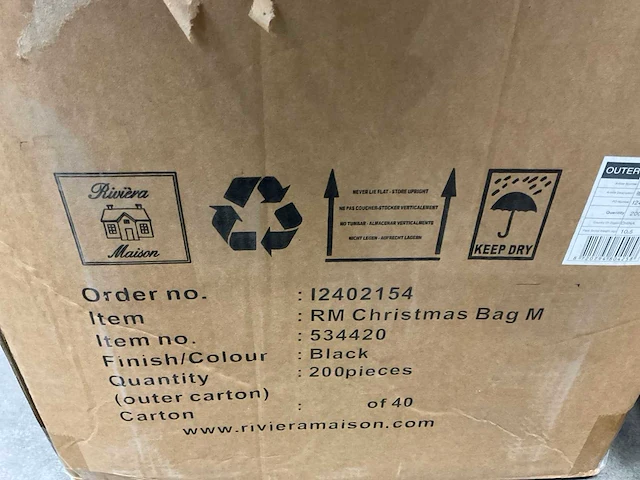 Rivièra
Maison
NEVER LIE FLAT - STORE UPRIGHT
NE PAS COUCHER-STOCKER VERTICALEMENT
NO TUMBAR - ALMACENAR VERTICALMENTE
NICHT LEGEN - AUFRECHT LAGERN
KEEP DRY
OUTER
Order no. : I2402154
Item : RM Christmas Bag M
Item no. : 534420
Finish/Colour : Black
Quantity : 200pieces
(outer carton)
Carton : of 40
www.rivieramaison.com